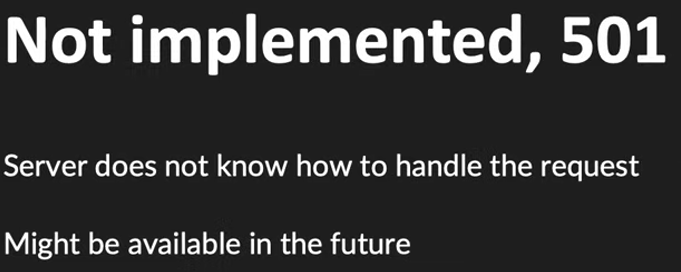 Not implemented, 501
Server does not know how to handle the request
Might be available in the future